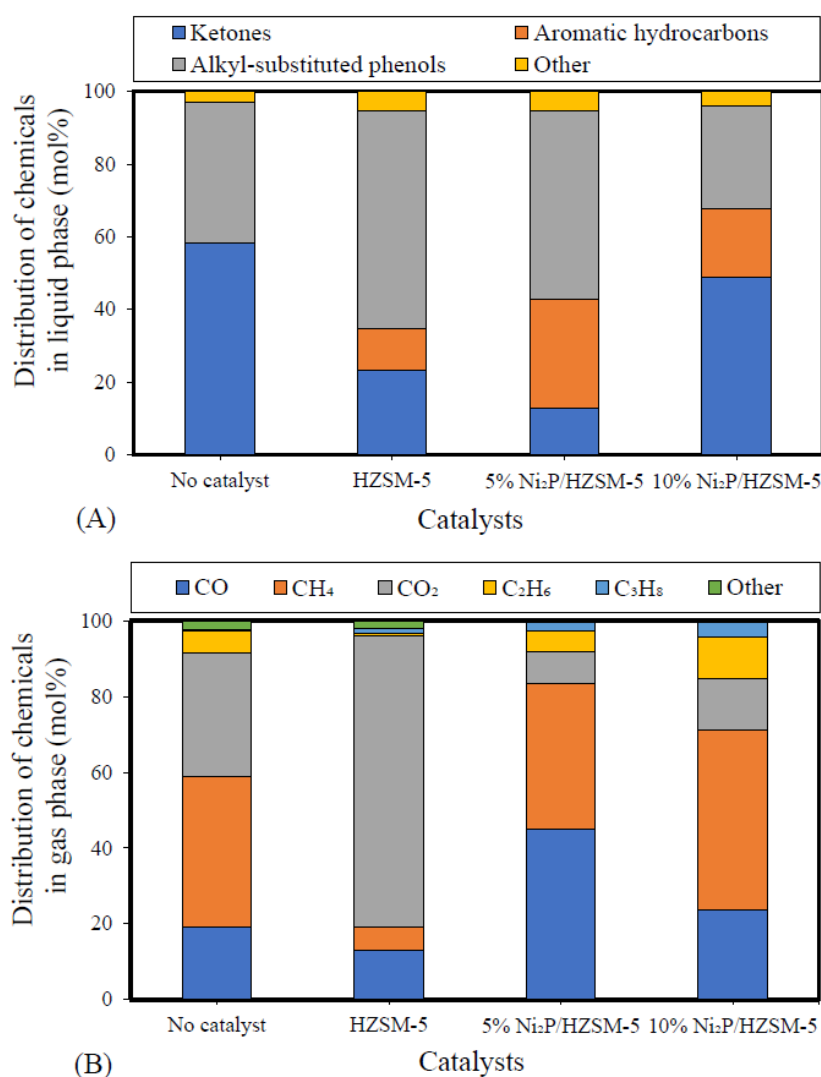 Ketones Aromatic hydrocarbons
Alkyl-substituted phenols Other
Distribution of chemicals
in liquid phase (mol%)
100
80
60
40
20
0
No catalyst HZSM-5 5% Ni₂P/HZSM-5 10% Ni₂P/HZSM-5
(A) Catalysts
CO CH₄ CO₂ C₂H₆ C₃H₈ Other
Distribution of chemicals
in gas phase (mol%)
100
80
60
40
20
0
No catalyst HZSM-5 5% Ni₂P/HZSM-5 10% Ni₂P/HZSM-5
(B) Catalysts